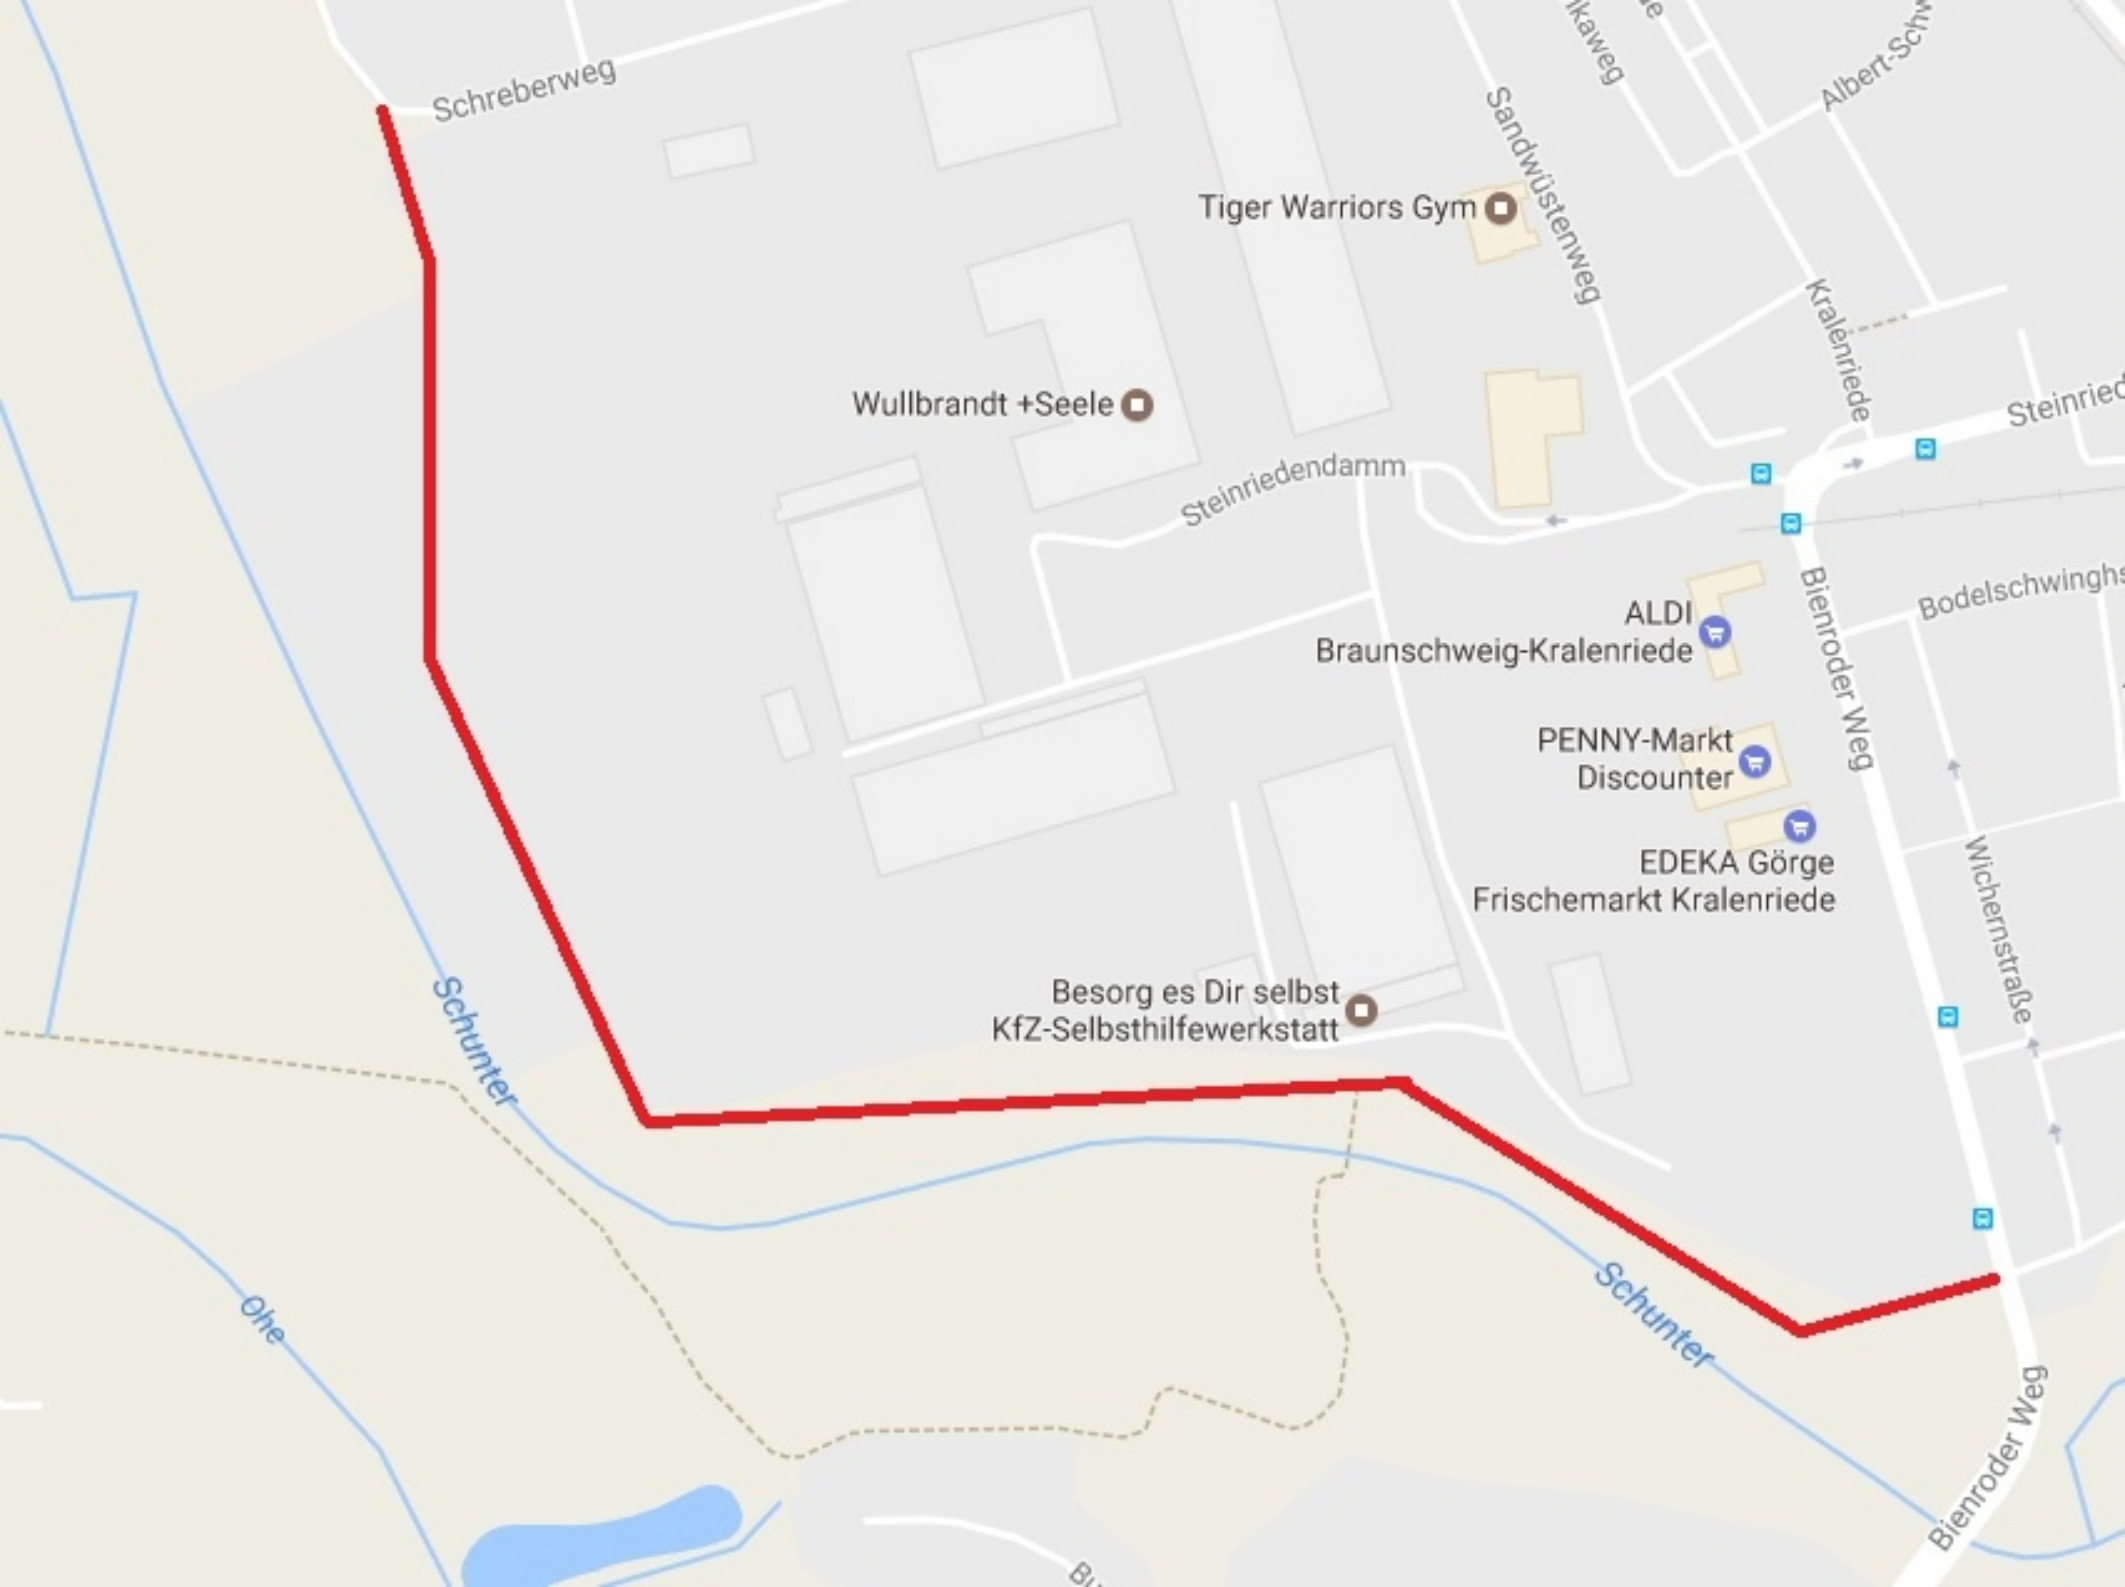 Schreberweg
Albert-Schw
Sandwüstenweg
Tiger Warriors Gym
Kralenriede
Wullbrandt +Seele
Steinried
Steinriedendamm
Bodelschwinghs
ALDI
Braunschweig-Kralenriede
Bienroder Weg
PENNY-Markt
Discounter
EDEKA Görge
Frischemarkt Kralenriede
Wichernstraße
Besorg es Dir selbst
KfZ-Selbsthilfewerkstatt
Schunter
Ohe
Schunter
Bienroder Weg